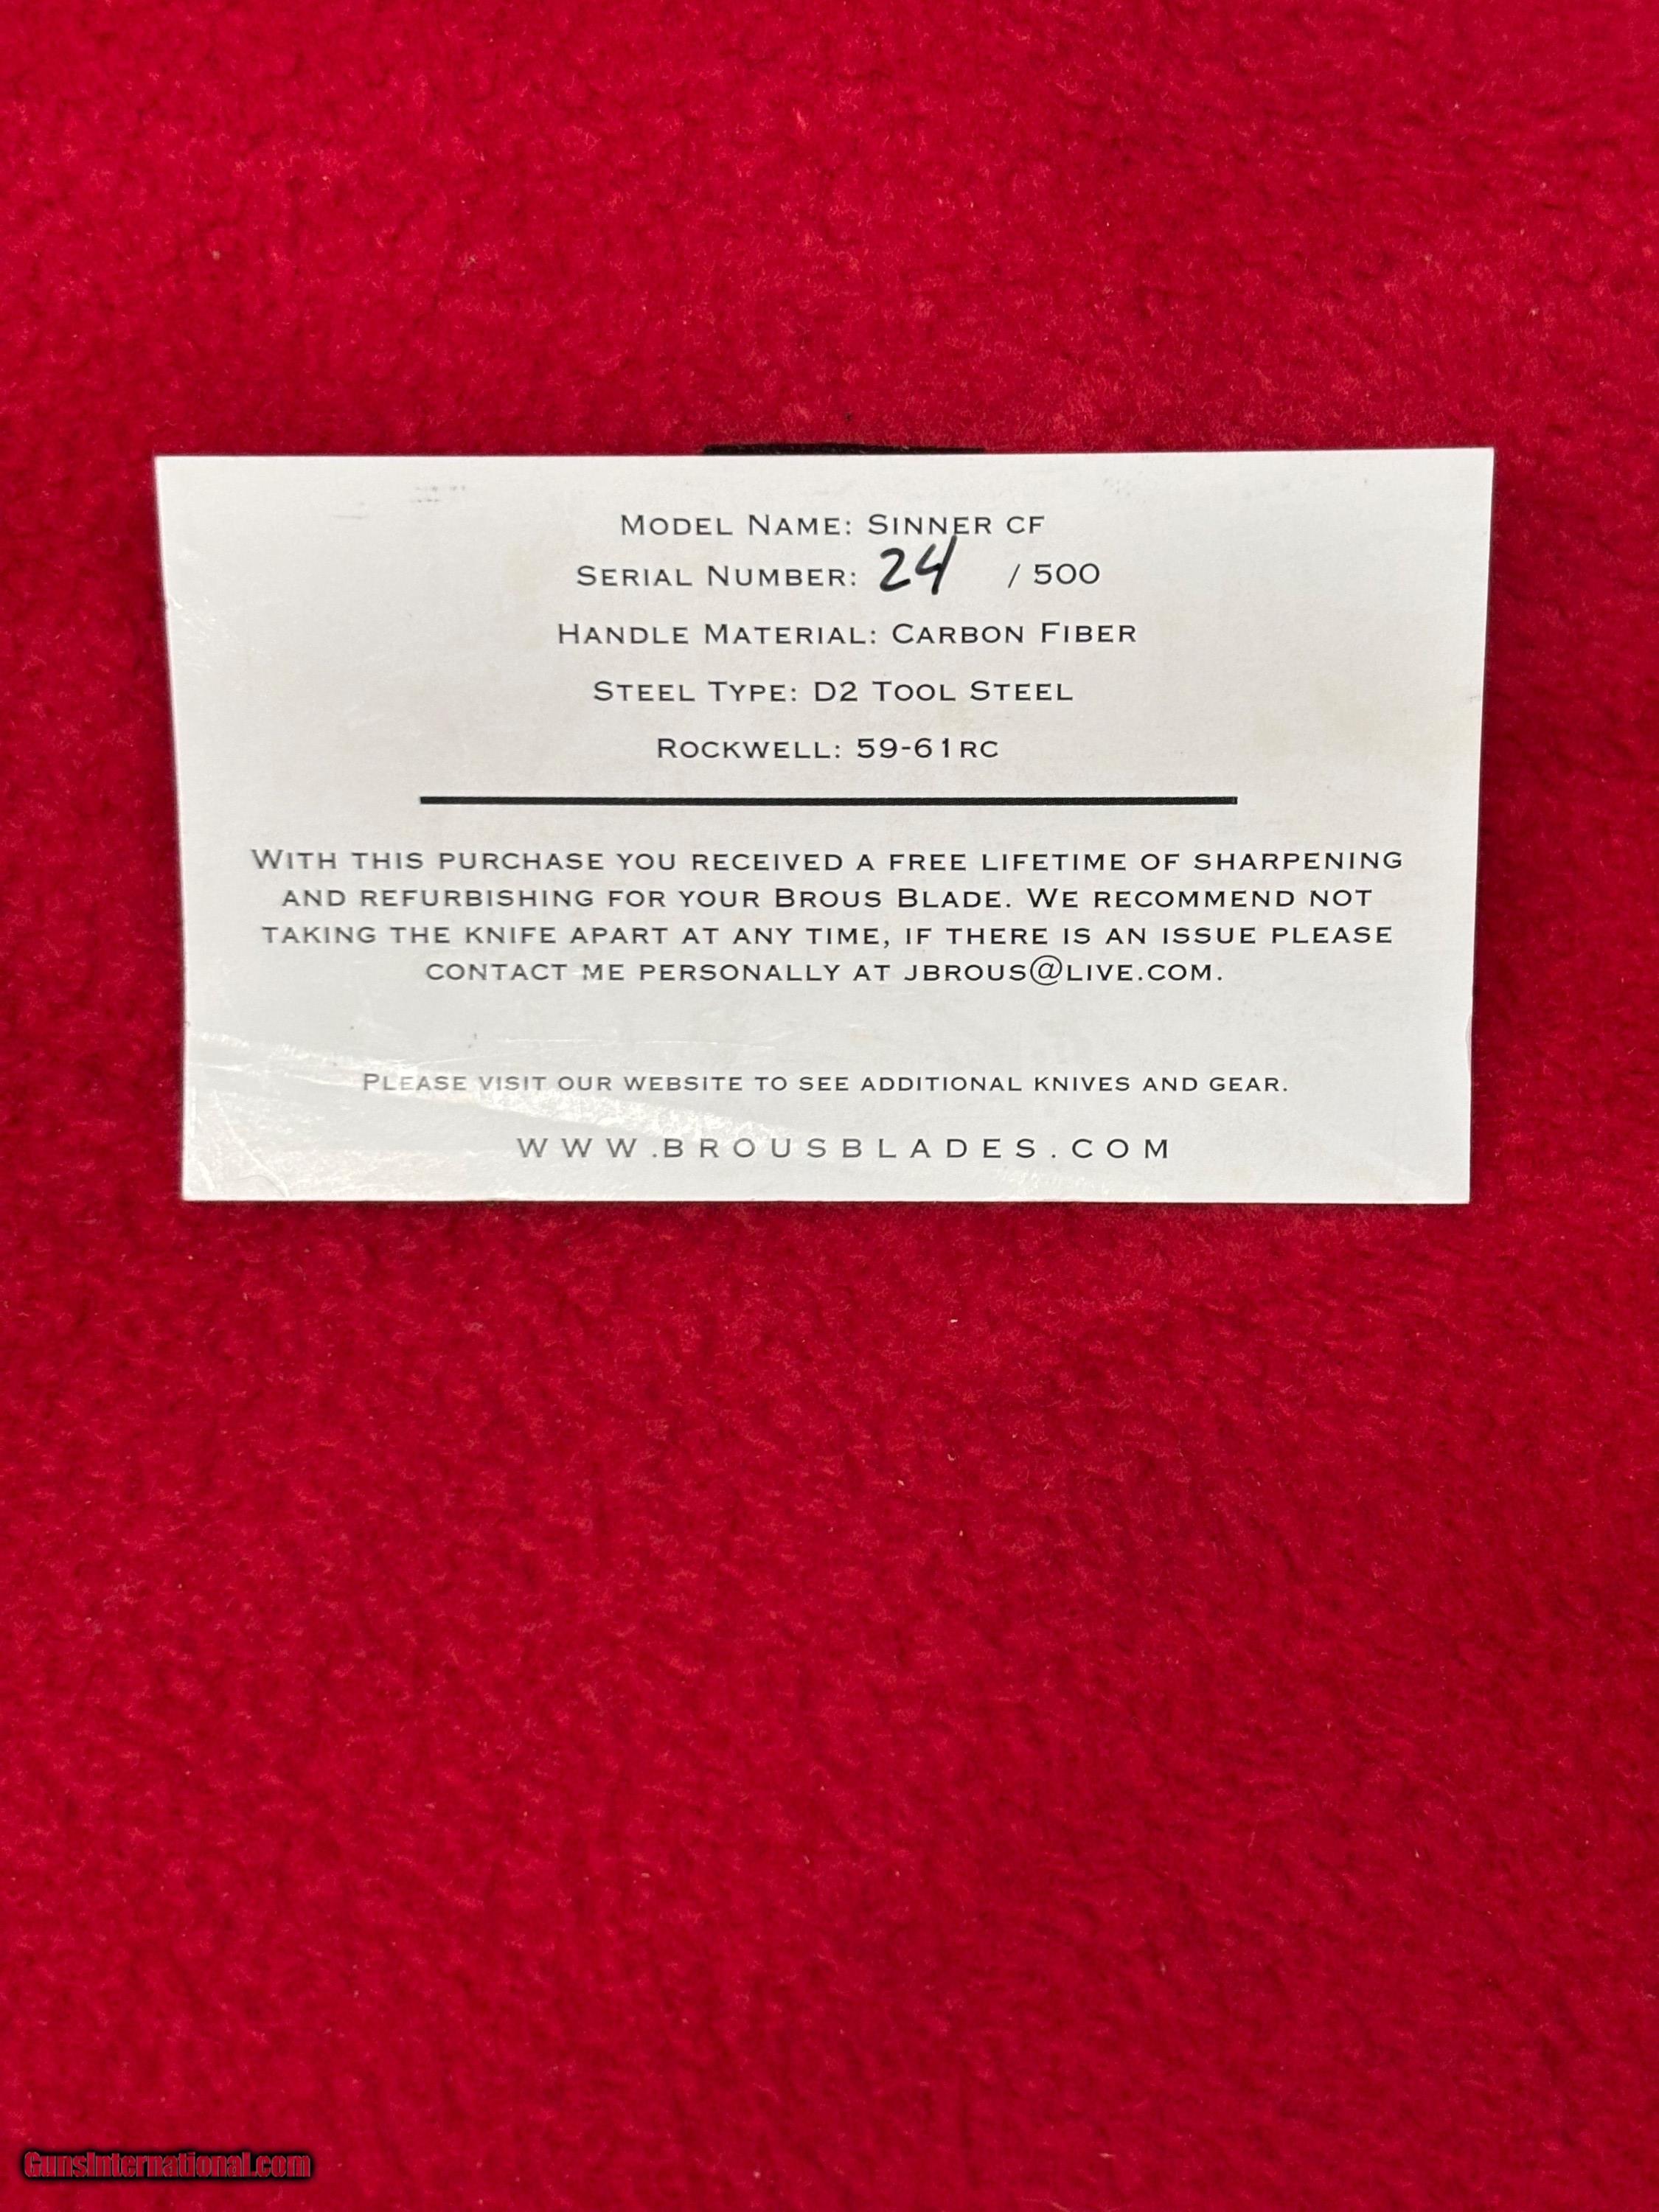 Model Name: Sinner CF
Serial Number: 24 / 500
Handle Material: Carbon Fiber
Steel Type: D2 Tool Steel
Rockwell: 59-61RC
With this purchase you received a free lifetime of sharpening
and refurbishing for your Brous Blade. We recommend not
taking the knife apart at any time, if there is an issue please
contact me personally at jbrous@live.com.
Please visit our website to see additional knives and gear.
WWW.BROUSBLADES.COM
GunsInternational.com